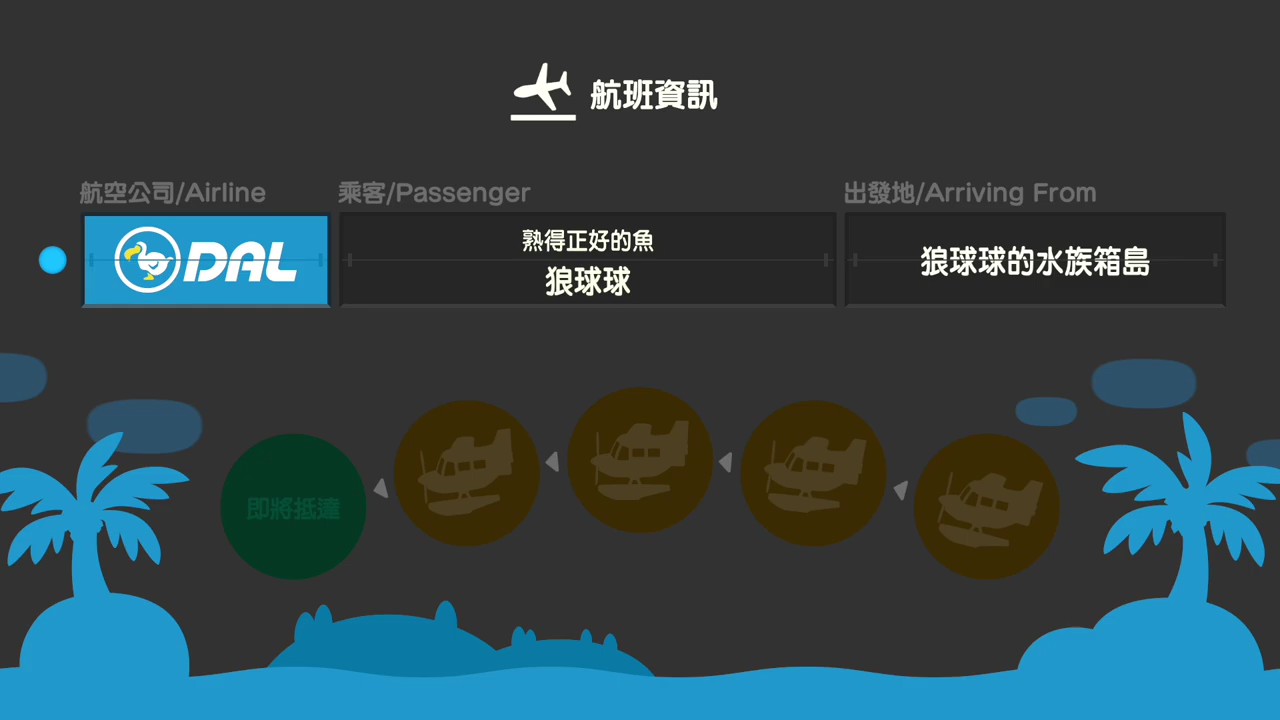 航班資訊
航空公司/Airline
乘客/Passenger
出發地/Arriving From
DAL
熟得正好的魚
狼球球
狼球球的水族箱島
即將抵達